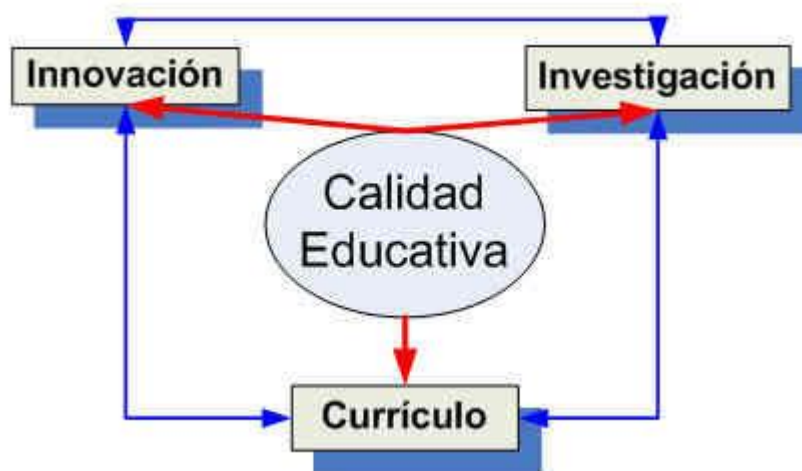 Innovación
Investigación
Calidad
Educativa
Currículo